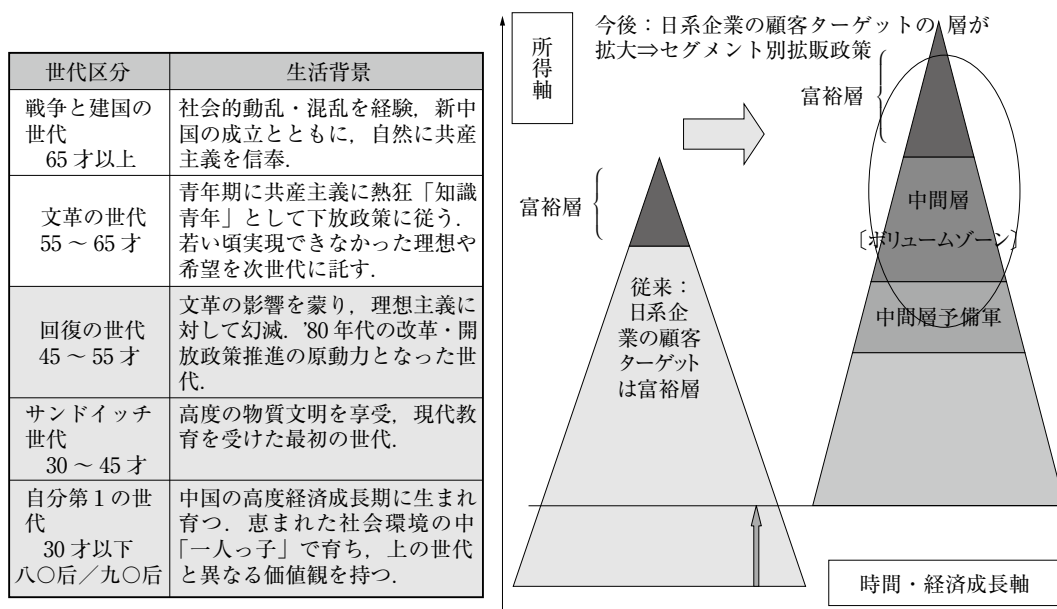 世代区分
生活背景
戦争と建国の
世代
65才以上
社会的動乱・混乱を経験，新中
国の成立とともに，自然に共産
主義を信奉．
文革の世代
55～65才
青年期に共産主義に熱狂「知識
青年」として下放政策に従う．
若い頃実現できなかった理想や
希望を次世代に託す．
回復の世代
45～55才
文革の影響を蒙り，理想主義に
対して幻滅．’80年代の改革・開
放政策推進の原動力となった世
代．
サンドイッチ
世代
30～45才
高度の物質文明を享受，現代教
育を受けた最初の世代．
自分第1の世
代
30才以下
八〇后／九〇后
中国の高度経済成長期に生まれ
育つ．恵まれた社会環境の中
「一人っ子」で育ち，上の世代
と異なる価値観を持つ．
所得軸
今後：日系企業の顧客ターゲットの層が
拡大⇒セグメント別拡販政策
富裕層
従来：
日系企
業の顧客
ターゲット
は富裕層
富裕層
中間層
〔ボリュームゾーン〕
中間層予備軍
時間・経済成長軸